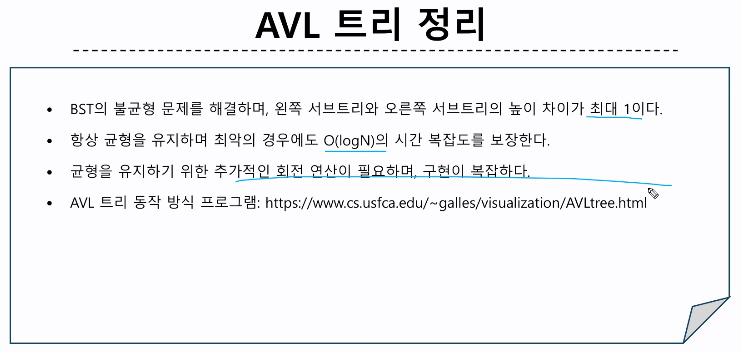 AVL 트리 정리
• BST의 불균형 문제를 해결하며, 왼쪽 서브트리와 오른쪽 서브트리의 높이 차이가 최대 1이다.
• 항상 균형을 유지하며 최악의 경우에도 O(logN)의 시간 복잡도를 보장한다.
• 균형을 유지하기 위한 추가적인 회전 연산이 필요하며, 구현이 복잡하다.
• AVL 트리 동작 방식 프로그램: https://www.cs.usfca.edu/~galles/visualization/AVLtree.html